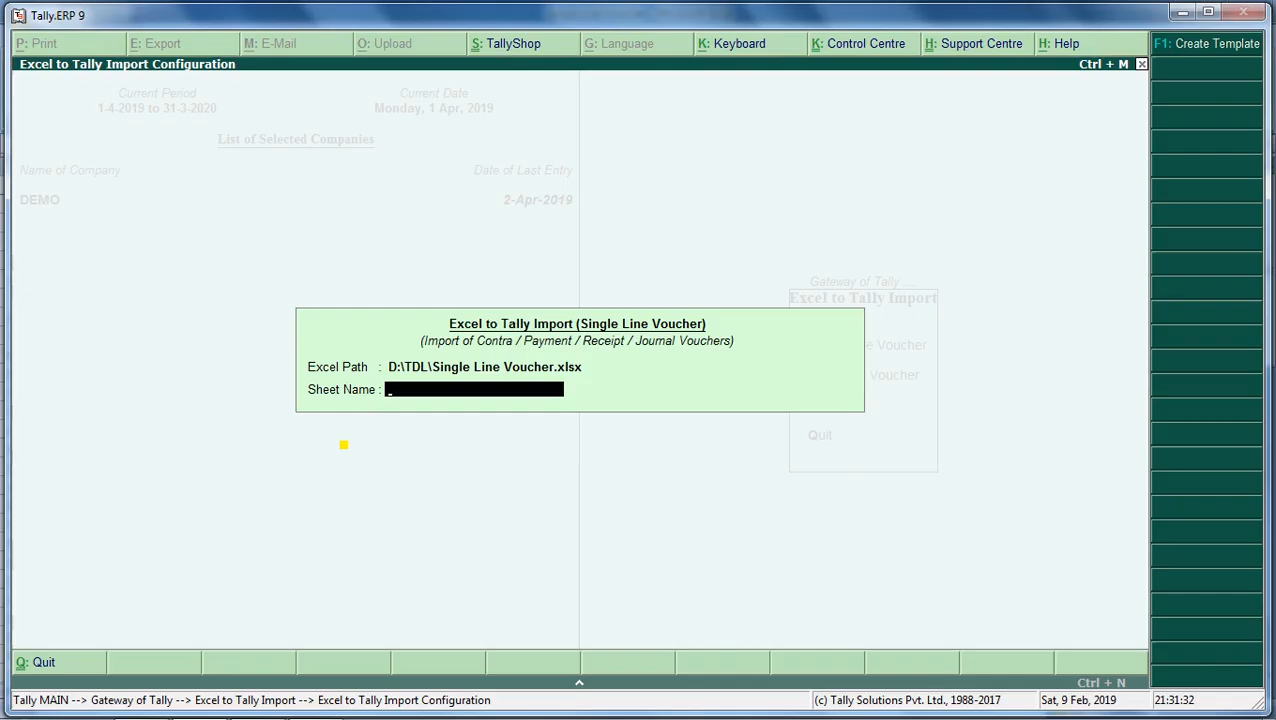 Tally.ERP 9
P: Print E: Export M: E-Mail O: Upload S: TallyShop G: Language K: Keyboard K: Control Centre H: Support Centre H: Help F1: Create Template
Excel to Tally Import Configuration Ctrl + M
Current Period Current Date
1-4-2019 to 31-3-2020 Monday, 1 Apr, 2019
List of Selected Companies
Name of Company Date of Last Entry
DEMO 2-Apr-2019
Gateway of Tally ....
Excel to Tally Import
Excel to Tally Import (Single Line Voucher)
(Import of Contra / Payment / Receipt / Journal Vouchers)
Voucher
Excel Path : D:\TDL\Single Line Voucher.xlsx
Voucher
Sheet Name :
Quit
Q: Quit
Ctrl + N
Tally MAIN --> Gateway of Tally --> Excel to Tally Import --> Excel to Tally Import Configuration (c) Tally Solutions Pvt. Ltd., 1988-2017 Sat, 9 Feb, 2019 21:31:32